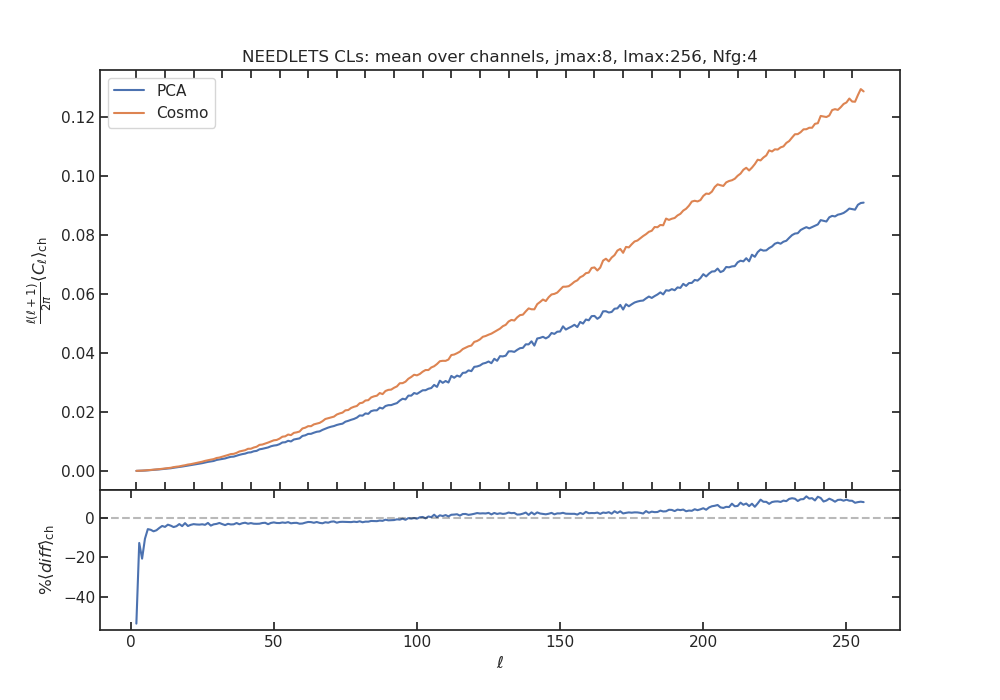 NEEDLETS CLs: mean over channels, jmax:8, lmax:256, Nfg:4
PCA
Cosmo
ℓ(ℓ+1)/2π ⟨Cℓ⟩ch
0.12
0.10
0.08
0.06
0.04
0.02
0.00
%⟨diff⟩ch
0
−20
−40
0 50 100 150 200 250
ℓ